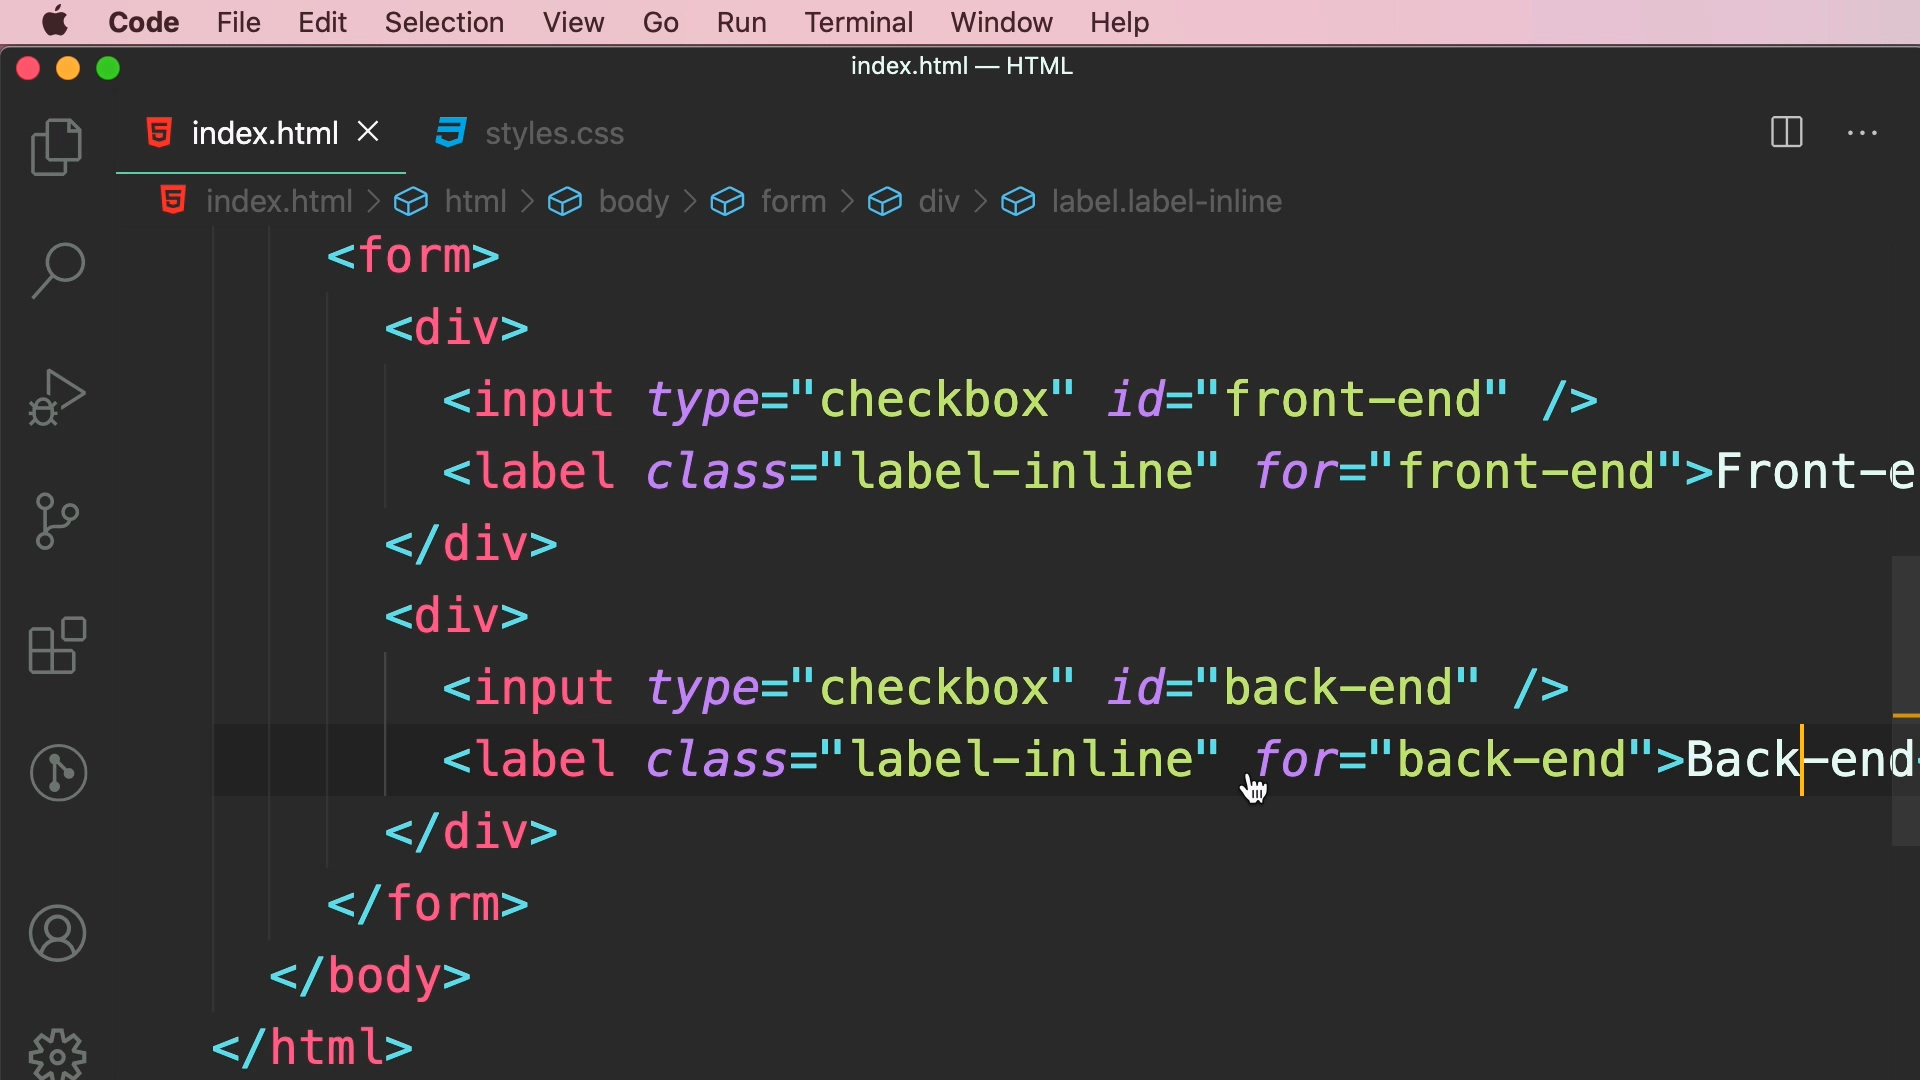 Code File Edit Selection View Go Run Terminal Window Help
index.html — HTML
index.html styles.css
index.html > html > body > form > div > label.label-inline
<form>
<div>
<input type="checkbox" id="front-end" />
<label class="label-inline" for="front-end">Front-e
</div>
<div>
<input type="checkbox" id="back-end" />
<label class="label-inline" for="back-end">Back-end
</div>
</form>
</body>
</html>